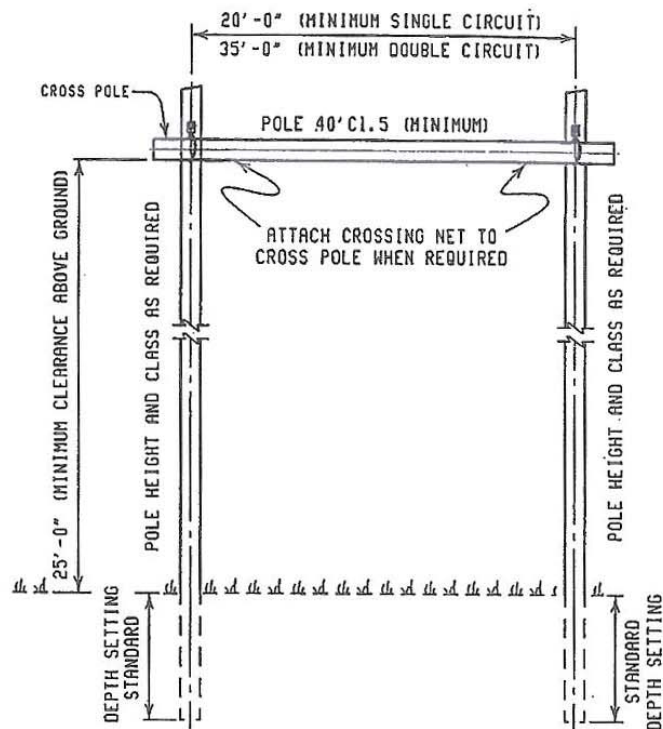 20'-0" (MINIMUM SINGLE CIRCUIT)
35'-0" (MINIMUM DOUBLE CIRCUIT)
CROSS POLE
POLE 40'C1.5 (MINIMUM)
ATTACH CROSSING NET TO
CROSS POLE WHEN REQUIRED
25'-0" (MINIMUM CLEARANCE ABOVE GROUND)
POLE HEIGHT AND CLASS AS REQUIRED
POLE HEIGHT AND CLASS AS REQUIRED
DEPTH SETTING
STANDARD
STANDARD
DEPTH SETTING